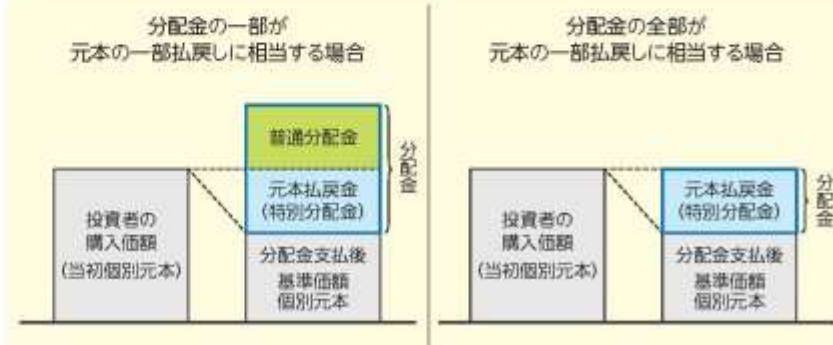 分配金の一部が
元本の一部払戻しに相当する場合
普通分配金
元本払戻金
(特別分配金)
分配金
投資者の
購入価額
(当初個別元本)
分配金支払後
基準価額
個別元本
分配金の全部が
元本の一部払戻しに相当する場合
元本払戻金
(特別分配金)
分配金
投資者の
購入価額
(当初個別元本)
分配金支払後
基準価額
個別元本